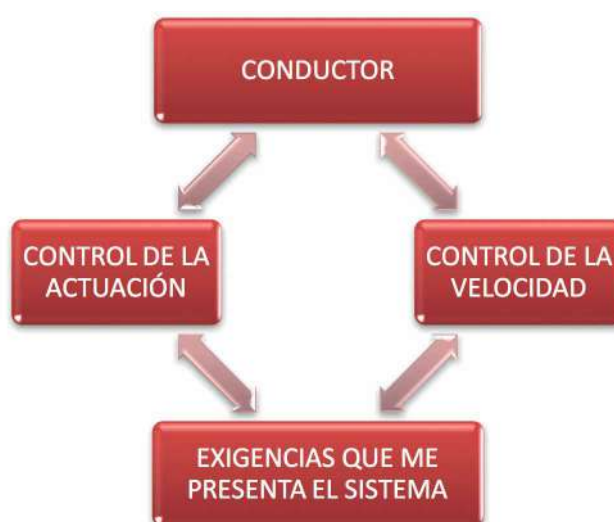 CONDUCTOR
CONTROL DE LA
ACTUACIÓN
CONTROL DE LA
VELOCIDAD
EXIGENCIAS QUE ME
PRESENTA EL SISTEMA